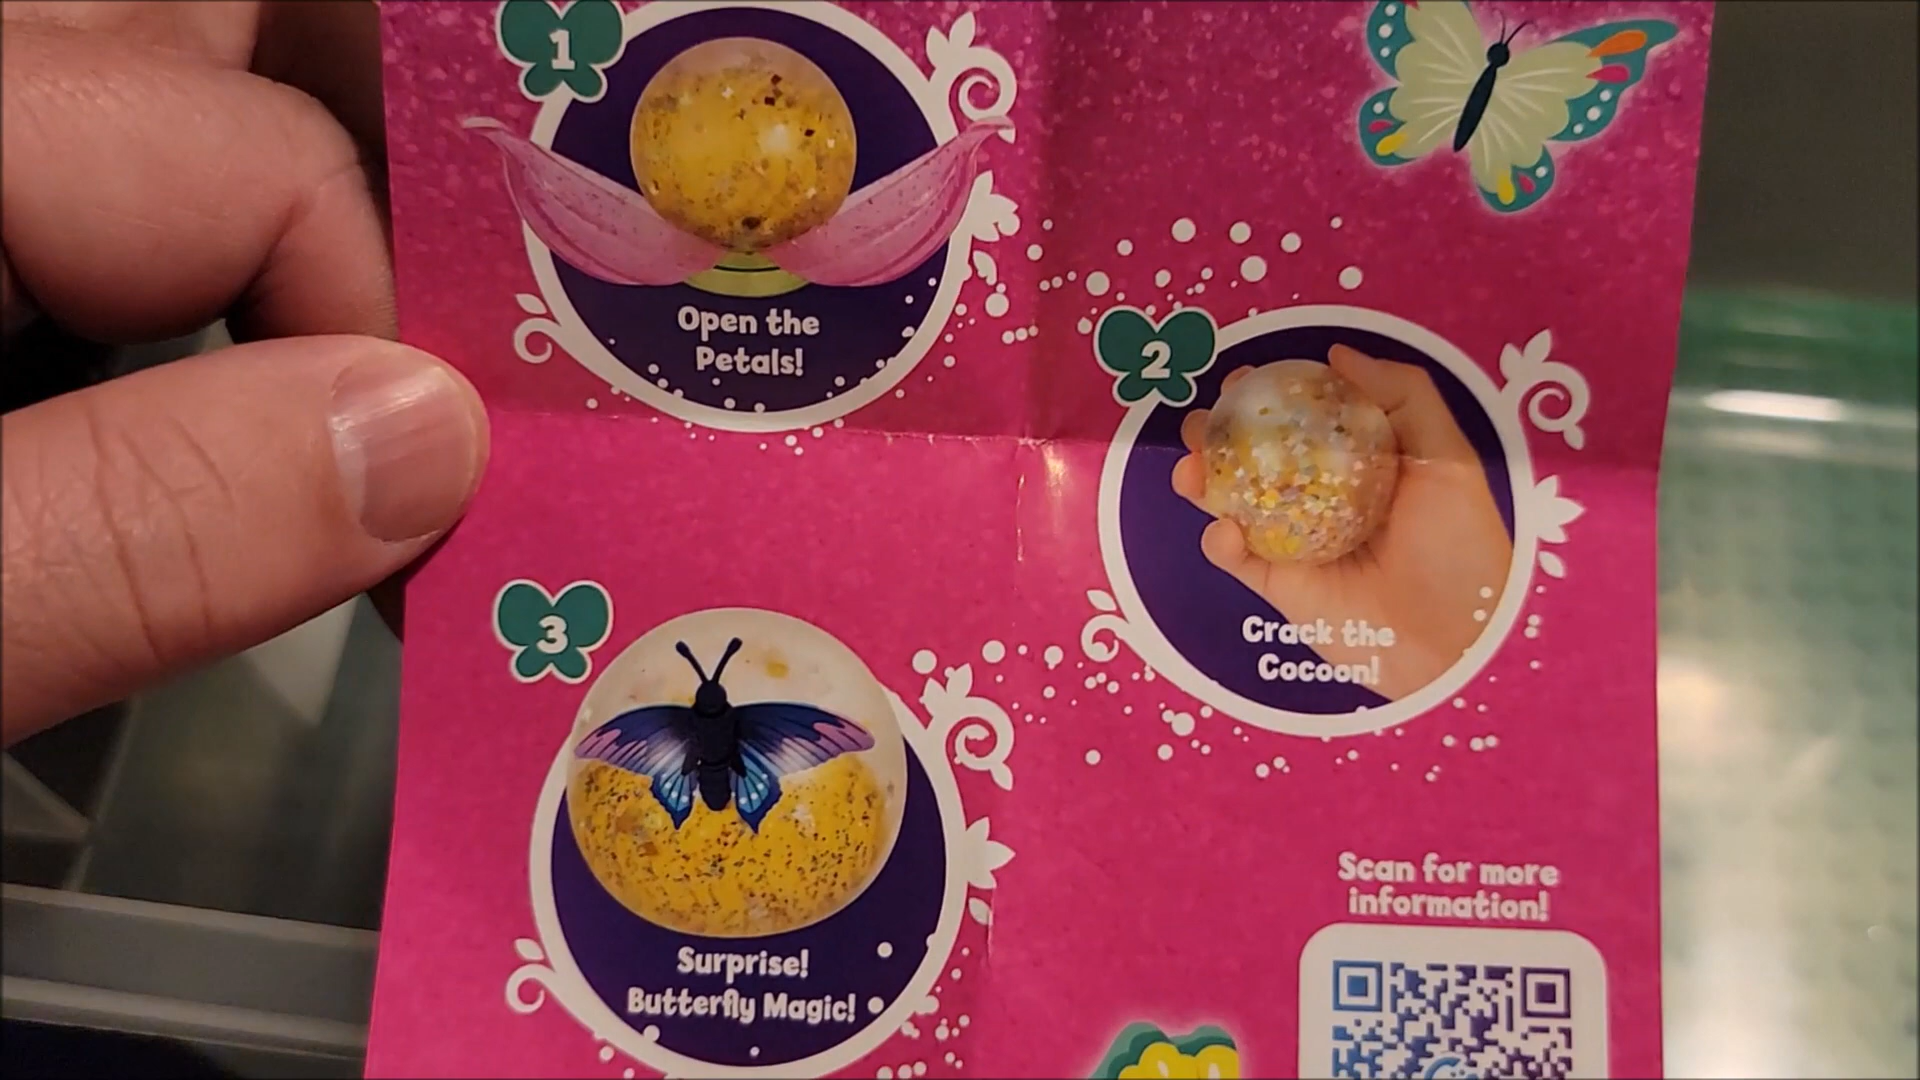 1
Open the
Petals!
2
Crack the
Cocoon!
3
Surprise!
Butterfly Magic!
Scan for more
information!